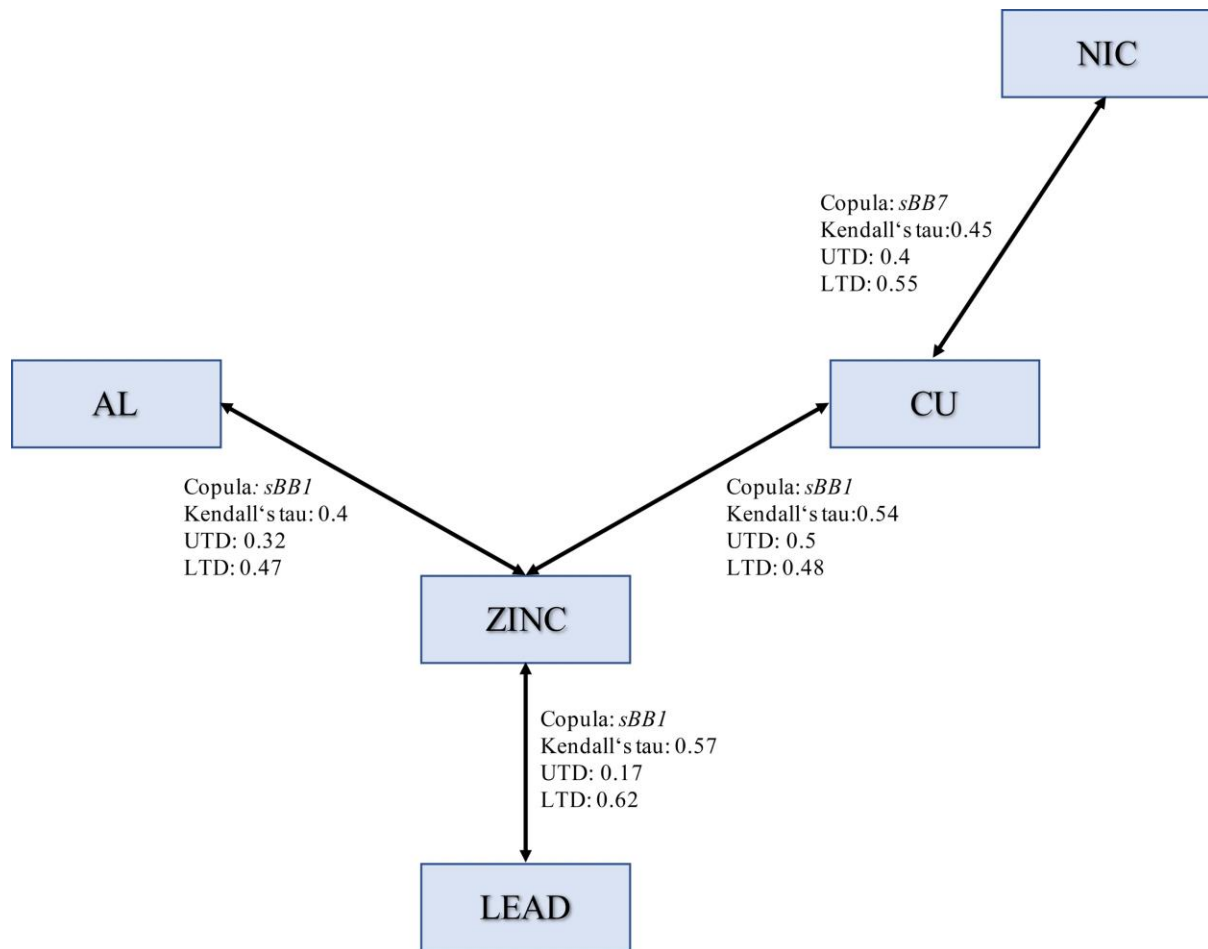 NIC
Copula: sBB7
Kendall‘s tau:0.45
UTD: 0.4
LTD: 0.55
AL
CU
Copula: sBB1
Kendall‘s tau: 0.4
UTD: 0.32
LTD: 0.47
Copula: sBB1
Kendall‘s tau:0.54
UTD: 0.5
LTD: 0.48
ZINC
Copula: sBB1
Kendall‘s tau: 0.57
UTD: 0.17
LTD: 0.62
LEAD